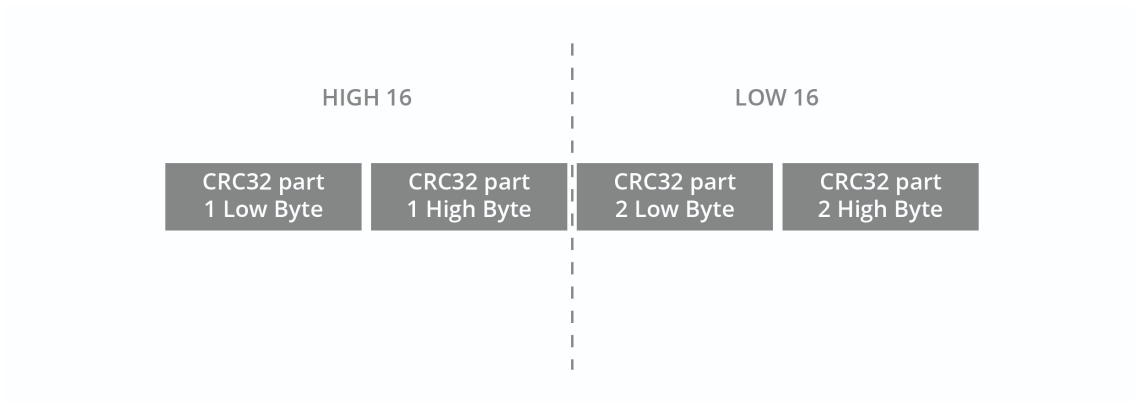 HIGH 16
LOW 16
CRC32 part
1 Low Byte
CRC32 part
1 High Byte
CRC32 part
2 Low Byte
CRC32 part
2 High Byte